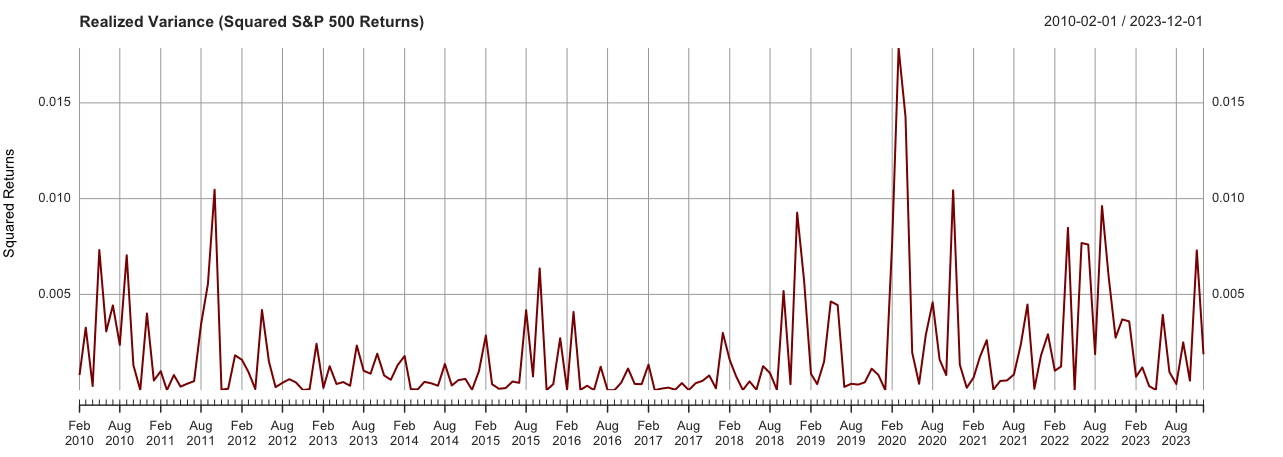 Realized Variance (Squared S&P 500 Returns)
2010-02-01 / 2023-12-01
Squared Returns
0.015
0.010
0.005
0.015
0.010
0.005
Feb Aug Feb Aug Feb Aug Feb Aug Feb Aug Feb Aug Feb Aug Feb Aug Feb Aug Feb Aug Feb Aug Feb Aug Feb Aug Feb Aug
2010 2010 2011 2011 2012 2012 2013 2013 2014 2014 2015 2015 2016 2016 2017 2017 2018 2018 2019 2019 2020 2020 2021 2021 2022 2022 2023 2023